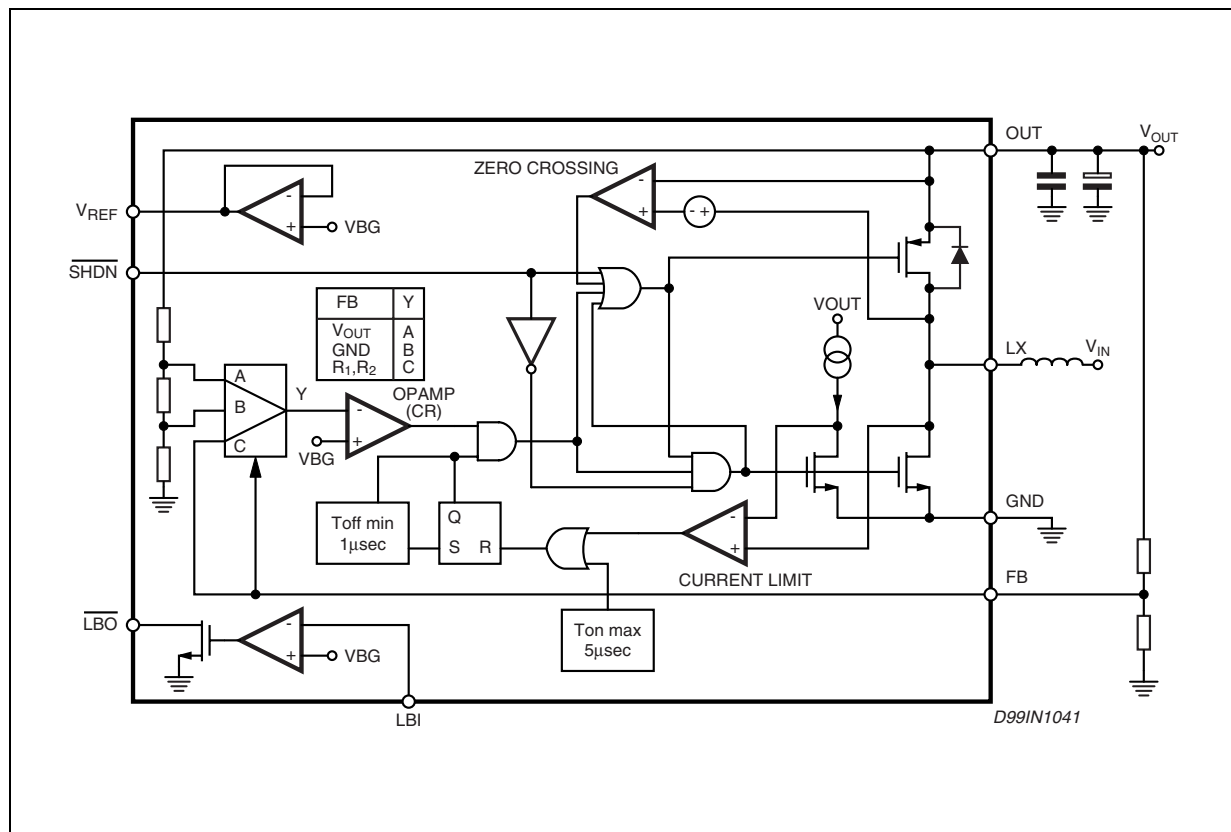 OUT
VOUT
ZERO CROSSING
-
+
- +
VREF
-
+
VBG
SHDN
FB Y
VOUT A
GND B
R1,R2 C
VOUT
LX
VIN
A
B
C
Y
OPAMP
(CR)
-
+
VBG
Toff min
1µsec
Q
S R
-
+
CURRENT LIMIT
GND
FB
Ton max
5µsec
LBO
-
+
VBG
LBI
D99IN1041